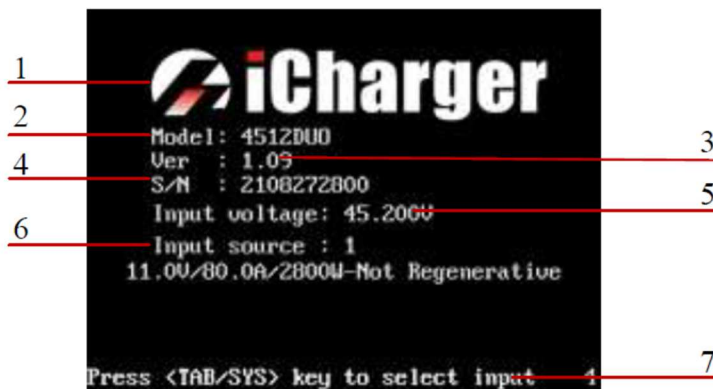 1
iCharger
2
Model: 4512DUO
3
Ver : 1.09
4
S/N : 2108272800
5
Input voltage: 45.200V
6
Input source : 1
11.0V/80.0A/2800W-Not Regenerative
Press <TAB/SYS> key to select input 4
7